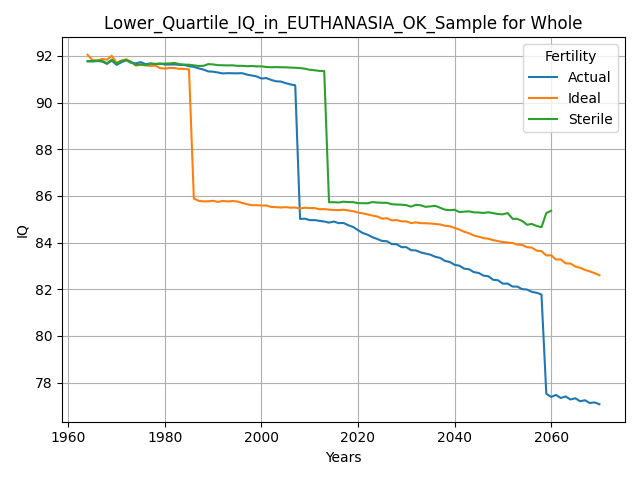 Lower_Quartile_IQ_in_EUTHANASIA_OK_Sample for Whole
Fertility
Actual
Ideal
Sterile
IQ
92
90
88
86
84
82
80
78
1960
1980
2000
2020
2040
2060
Years